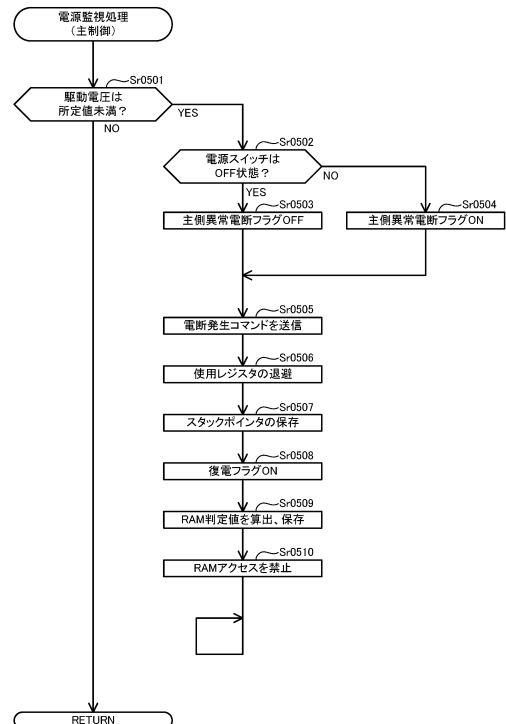 電源監視処理
（主制御）
Sr0501
駆動電圧は
所定値未満？
YES
NO
Sr0502
電源スイッチは
OFF状態？
NO
YES
Sr0503
主側異常電断フラグOFF
Sr0504
主側異常電断フラグON
Sr0505
電断発生コマンドを送信
Sr0506
使用レジスタの退避
Sr0507
スタックポインタの保存
Sr0508
復電フラグON
Sr0509
RAM判定値を算出、保存
Sr0510
RAMアクセスを禁止
RETURN